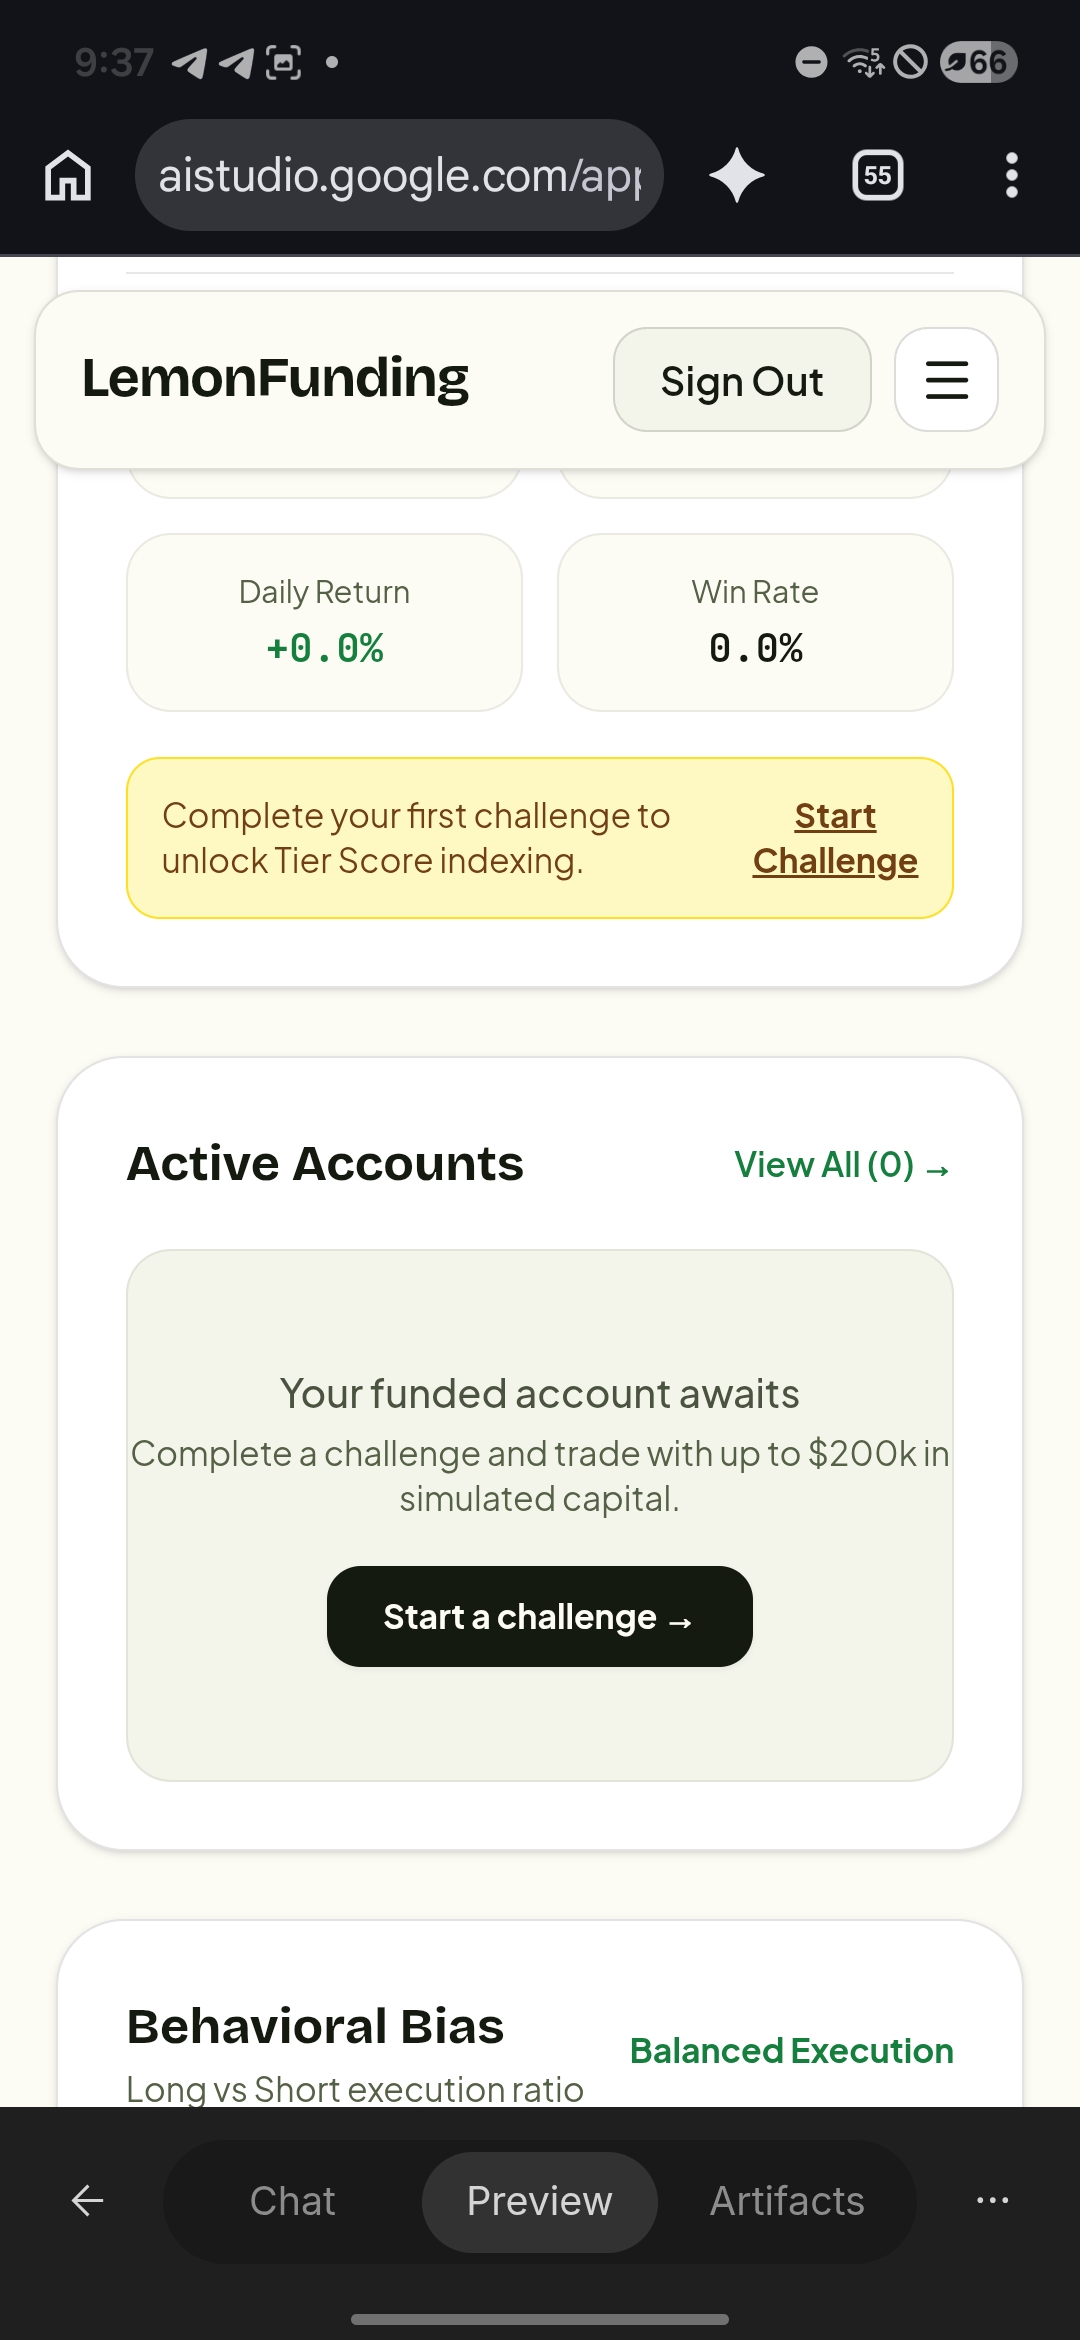 9:37
5
66
aistudio.google.com/app
55
LemonFunding
Sign Out
Daily Return
+0.0%
Win Rate
0.0%
Complete your first challenge to
unlock Tier Score indexing.
Start
Challenge
Active Accounts
View All (0) →
Your funded account awaits
Complete a challenge and trade with up to $200k in
simulated capital.
Start a challenge →
Behavioral Bias
Balanced Execution
Long vs Short execution ratio
Chat
Preview
Artifacts